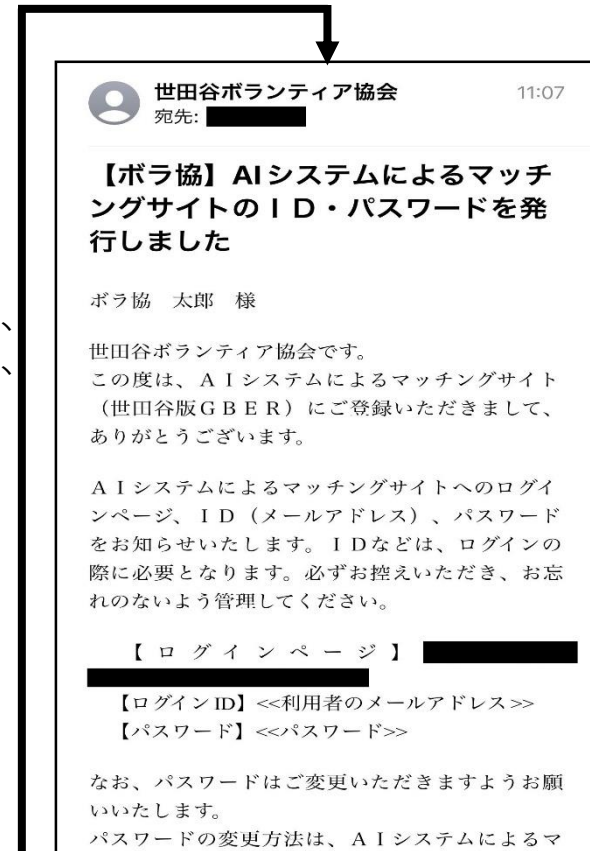 世田谷ボランティア協会
11:07
宛先:
【ボラ協】AIシステムによるマッチ
ングサイトのＩＤ・パスワードを発
行しました
ボラ協　太郎　様
世田谷ボランティア協会です。
この度は、ＡＩシステムによるマッチングサイト
（世田谷版ＧＢＥＲ）にご登録いただきまして、
ありがとうございます。
ＡＩシステムによるマッチングサイトへのログイ
ンページ、ＩＤ（メールアドレス）、パスワード
をお知らせいたします。ＩＤなどは、ログインの
際に必要となります。必ずお控えいただき、お忘
れのないよう管理してください。
【ログインページ】
【ログインID】<<利用者のメールアドレス>>
【パスワード】<<パスワード>>
なお、パスワードはご変更いただきますようお願
いいたします。
パスワードの変更方法は、ＡＩシステムによるマ
、
、